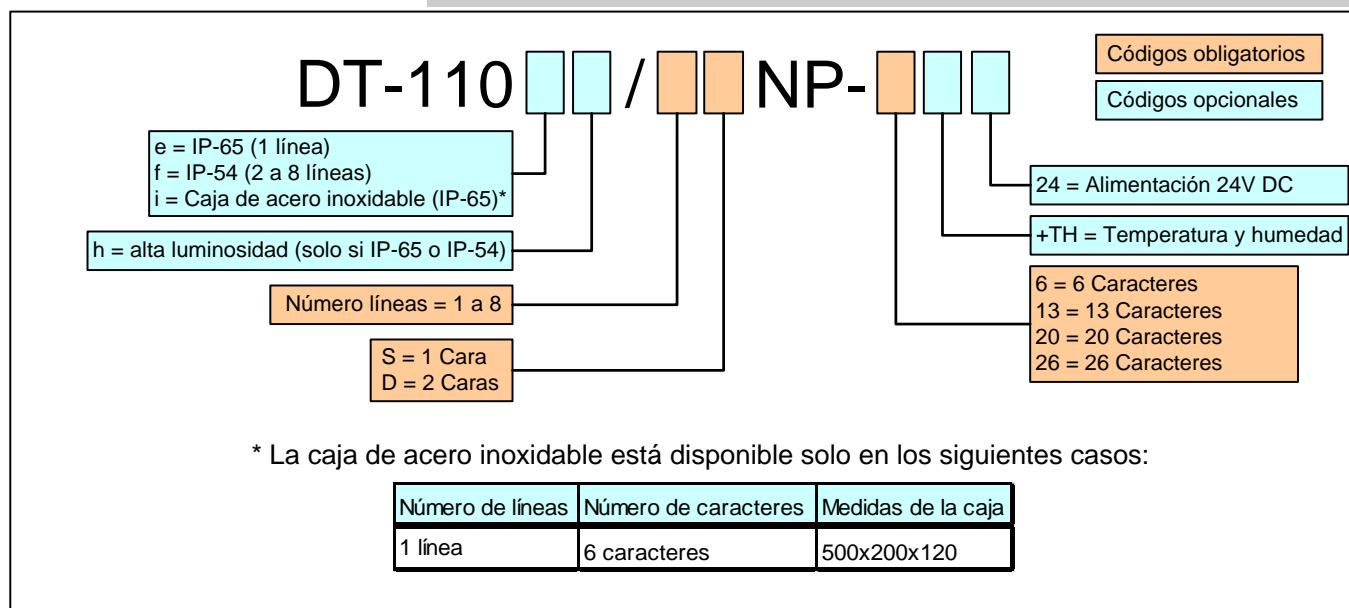 DT-110 / NP-
Códigos obligatorios
Códigos opcionales
e = IP-65 (1 línea)
f = IP-54 (2 a 8 líneas)
i = Caja de acero inoxidable (IP-65)*
h = alta luminosidad (solo si IP-65 o IP-54)
Número líneas = 1 a 8
S = 1 Cara
D = 2 Caras
24 = Alimentación 24V DC
+TH = Temperatura y humedad
6 = 6 Caracteres
13 = 13 Caracteres
20 = 20 Caracteres
26 = 26 Caracteres
* La caja de acero inoxidable está disponible solo en los siguientes casos:
Número de líneas Número de caracteres Medidas de la caja
1 línea 6 caracteres 500x200x120